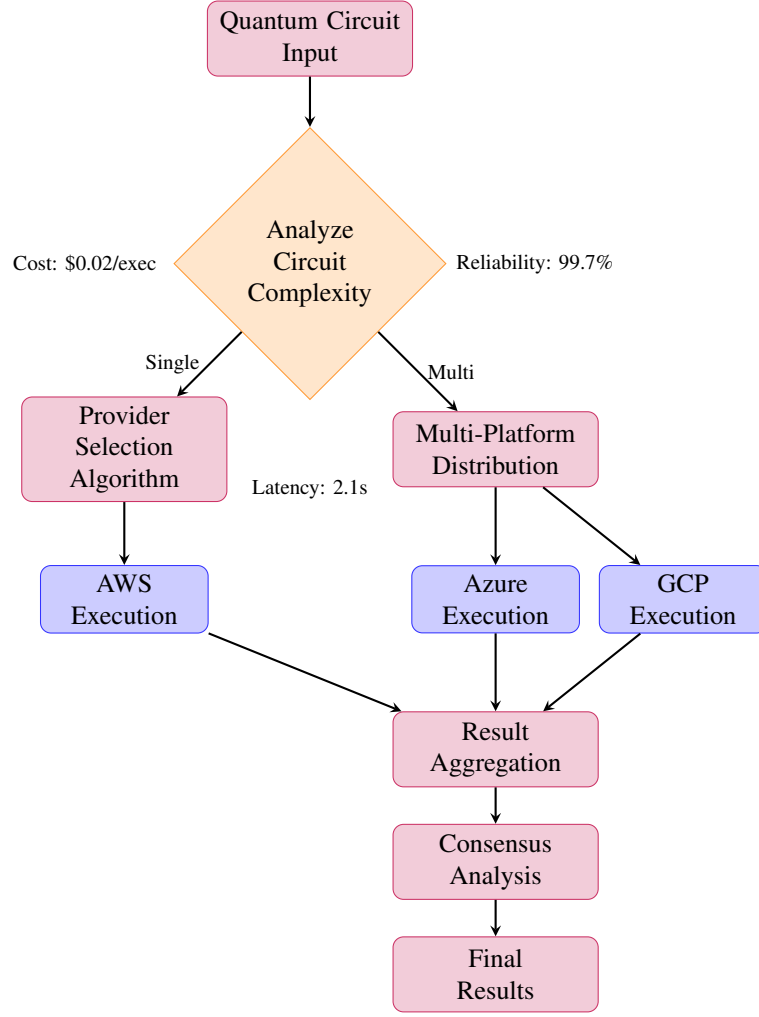 Quantum Circuit
Input
Analyze
Circuit
Complexity
Cost: $0.02/exec
Reliability: 99.7%
Single
Multi
Provider
Selection
Algorithm
Multi-Platform
Distribution
Latency: 2.1s
AWS
Execution
Azure
Execution
GCP
Execution
Result
Aggregation
Consensus
Analysis
Final
Results